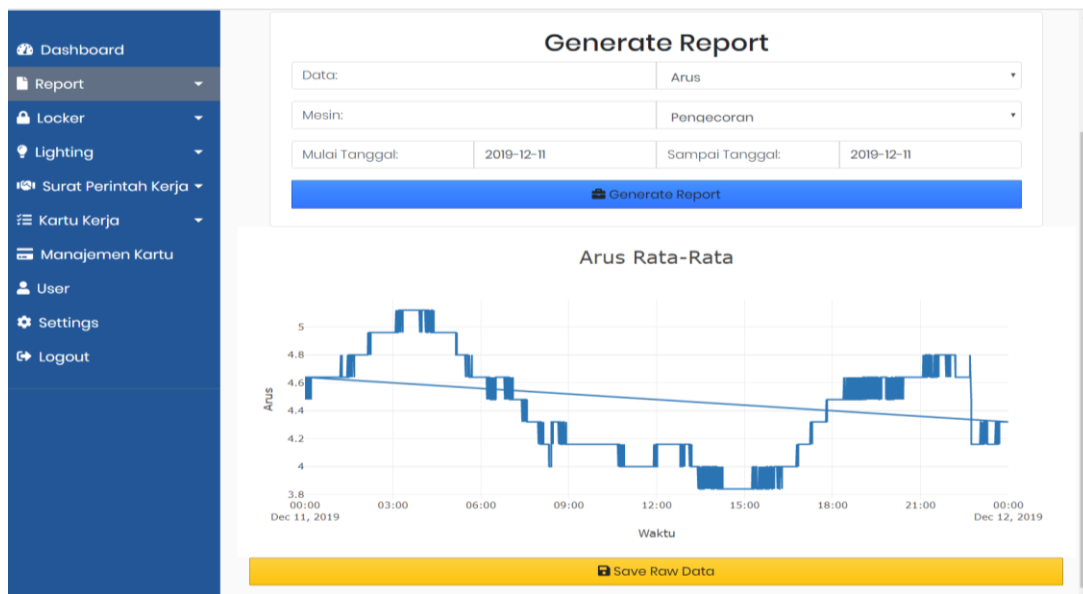 Dashboard
Report
Locker
Lighting
Surat Perintah Kerja
Kartu Kerja
Manajemen Kartu
User
Settings
Logout
Generate Report
Data: Arus
Mesin: Pengecoran
Mulai Tanggal: 2019-12-11 Sampai Tanggal: 2019-12-11
Generate Report
Arus Rata-Rata
5
4.8
4.6
4.4
4.2
4
3.8
Arus
00:00 03:00 06:00 09:00 12:00 15:00 18:00 21:00 00:00
Dec 11, 2019 Dec 12, 2019
Waktu
Save Raw Data